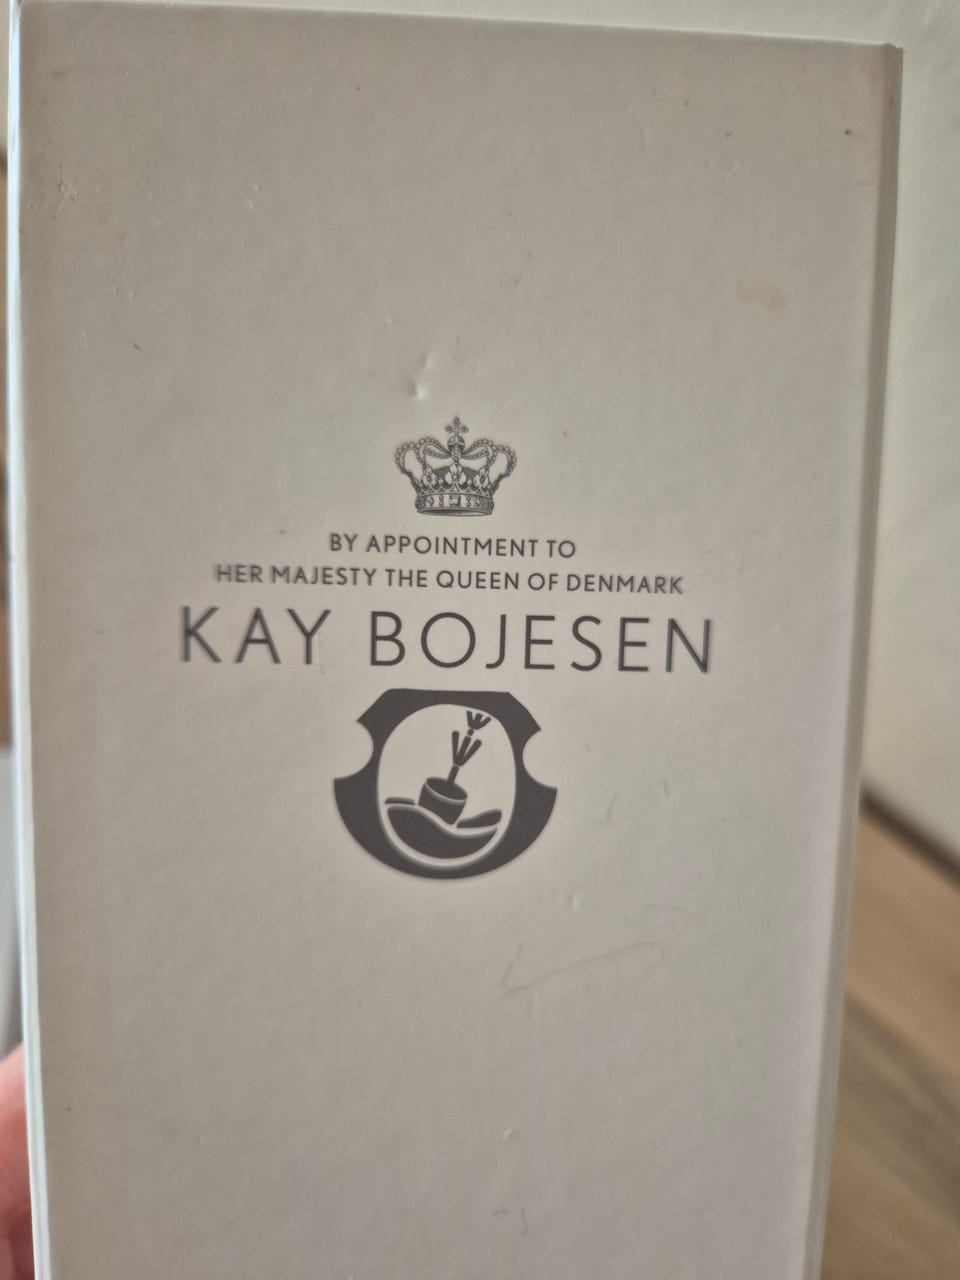 BY APPOINTMENT TO
HER MAJESTY THE QUEEN OF DENMARK
KAY BOJESEN